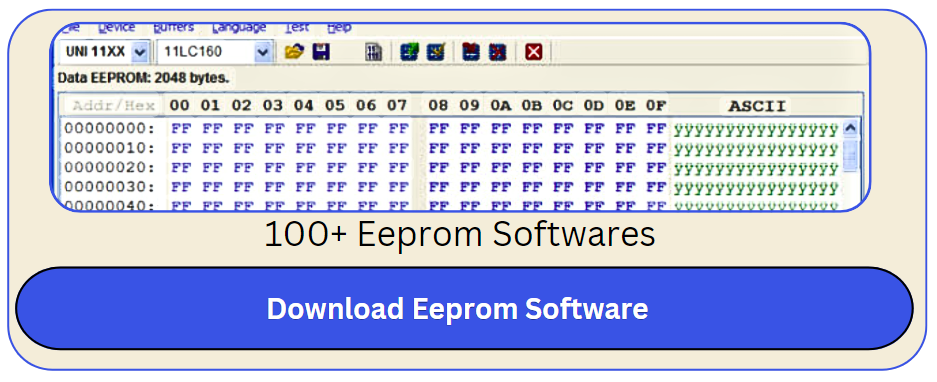 File Device Buffers Language Test Help
UNI 11XX 11LC160
Data EEPROM: 2048 bytes.
Addr/Hex 00 01 02 03 04 05 06 07 08 09 0A 0B 0C 0D 0E 0F ASCII
00000000: FF FF FF FF FF FF FF FF FF FF FF FF FF FF FF FF ÿÿÿÿÿÿÿÿÿÿÿÿÿÿÿÿ
00000010: FF FF FF FF FF FF FF FF FF FF FF FF FF FF FF FF ÿÿÿÿÿÿÿÿÿÿÿÿÿÿÿÿ
00000020: FF FF FF FF FF FF FF FF FF FF FF FF FF FF FF FF ÿÿÿÿÿÿÿÿÿÿÿÿÿÿÿÿ
00000030: FF FF FF FF FF FF FF FF FF FF FF FF FF FF FF FF ÿÿÿÿÿÿÿÿÿÿÿÿÿÿÿÿ
00000040: FF FF FF FF FF FF FF FF FF FF FF FF FF FF FF FF ÿÿÿÿÿÿÿÿÿÿÿÿÿÿÿÿ
100+ Eeprom Softwares
Download Eeprom Software